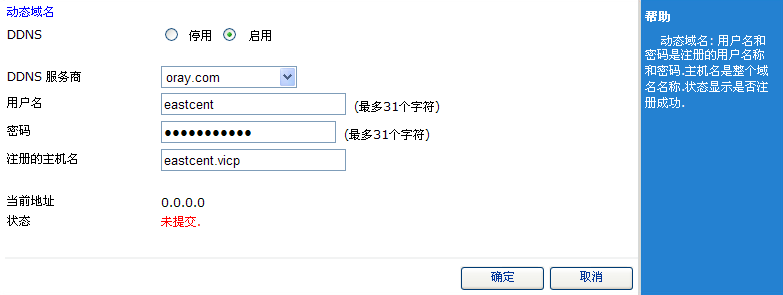 动态域名
DDNS 停用 启用
DDNS 服务商 oray.com
用户名 eastcent (最多31个字符)
密码 ●●●●●●●●●●● (最多31个字符)
注册的主机名 eastcent.vicp
当前地址 0.0.0.0
状态 未提交.
确定 取消
帮助
动态域名: 用户名和
密码是注册的用户名称
和密码.主机名是整个域
名名称.状态显示是否注
册成功.